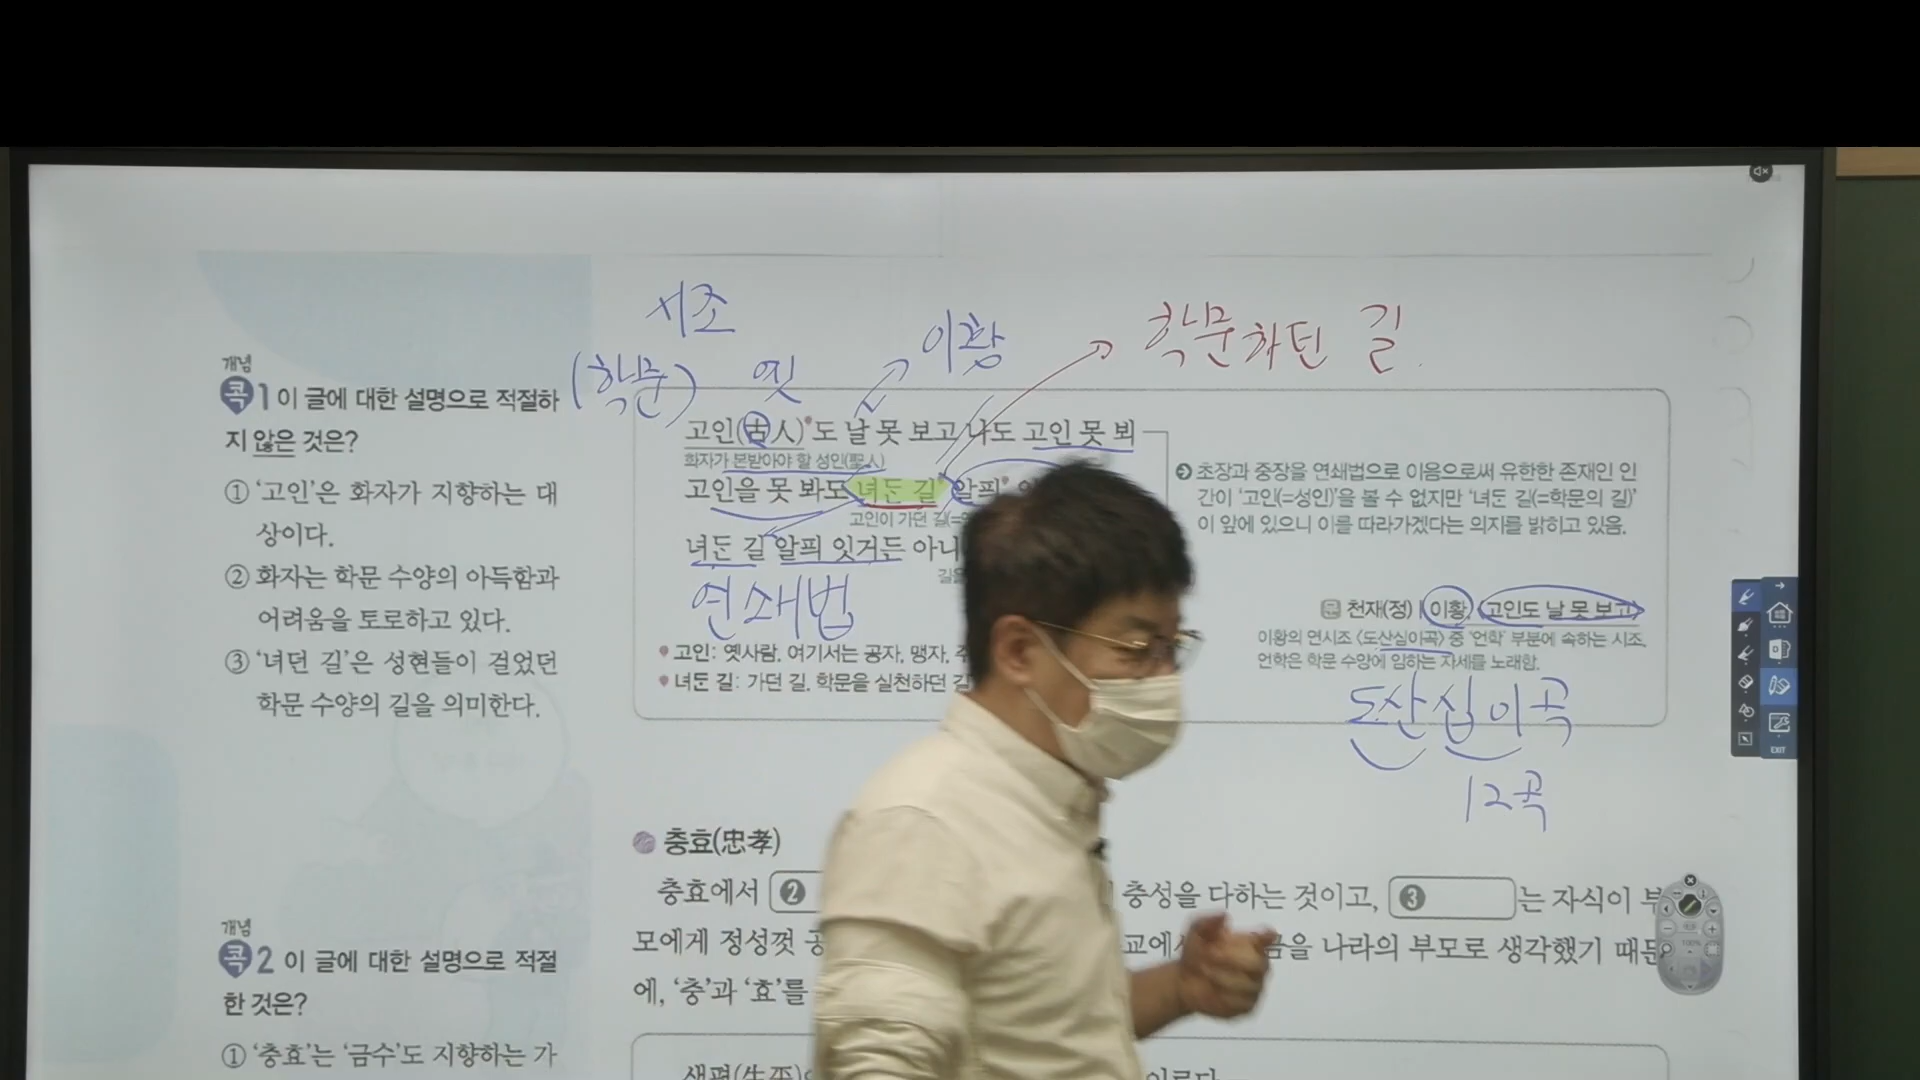 개념
콕 1 이 글에 대한 설명으로 적절하
지 않은 것은?
① ‘고인’은 화자가 지향하는 대
상이다.
② 화자는 학문 수양의 아득함과
어려움을 토로하고 있다.
③ ‘녀던 길’은 성현들이 걸었던
학문 수양의 길을 의미한다.
개념
콕 2 이 글에 대한 설명으로 적절
한 것은?
① ‘충효’는 ‘금수’도 지향하는 가
시조
(학문)
옛
이황
학문하던 길
고인(古人)도 날 못 보고 나도 고인 못 뵈
화자가 본받아야 할 성인(聖人)
고인을 못 봐도 녀둔 길 알픠
고인이 가던 길(=
녀둔 길 알픠 잇거든 아니
길을
연쇄법
고인: 옛사람. 여기서는 공자, 맹자, 주
녀둔 길: 가던 길. 학문을 실천하던 길
초장과 중장을 연쇄법으로 이음으로써 유한한 존재인 인
간이 ‘고인(=성인)’을 볼 수 없지만 ‘녀둔 길(=학문의 길)’
이 앞에 있으니 이를 따라가겠다는 의지를 밝히고 있음.
천재(정) | 이황, 고인도 날 못 보고
이황의 연시조 〈도산십이곡〉 중 ‘언학’ 부분에 속하는 시조.
언학은 학문 수양에 임하는 자세를 노래함.
도산십이곡
12곡
충효(忠孝)
충효에서 ❷ 충성을 다하는 것이고, ❸ 는 자식이 부
모에게 정성껏 나라의 부모로 생각했기 때문
에, ‘충’과 ‘효’를
생평(生平)
이로다
EXIT
100%